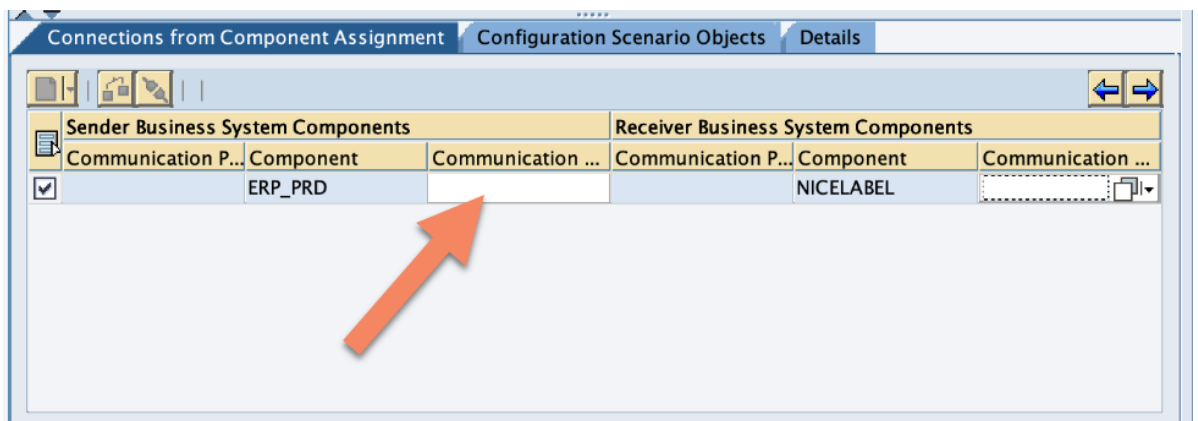 Connections from Component Assignment Configuration Scenario Objects Details
Sender Business System Components Receiver Business System Components
Communication P... Component Communication ... Communication P... Component Communication ...
ERP_PRD NICELABEL